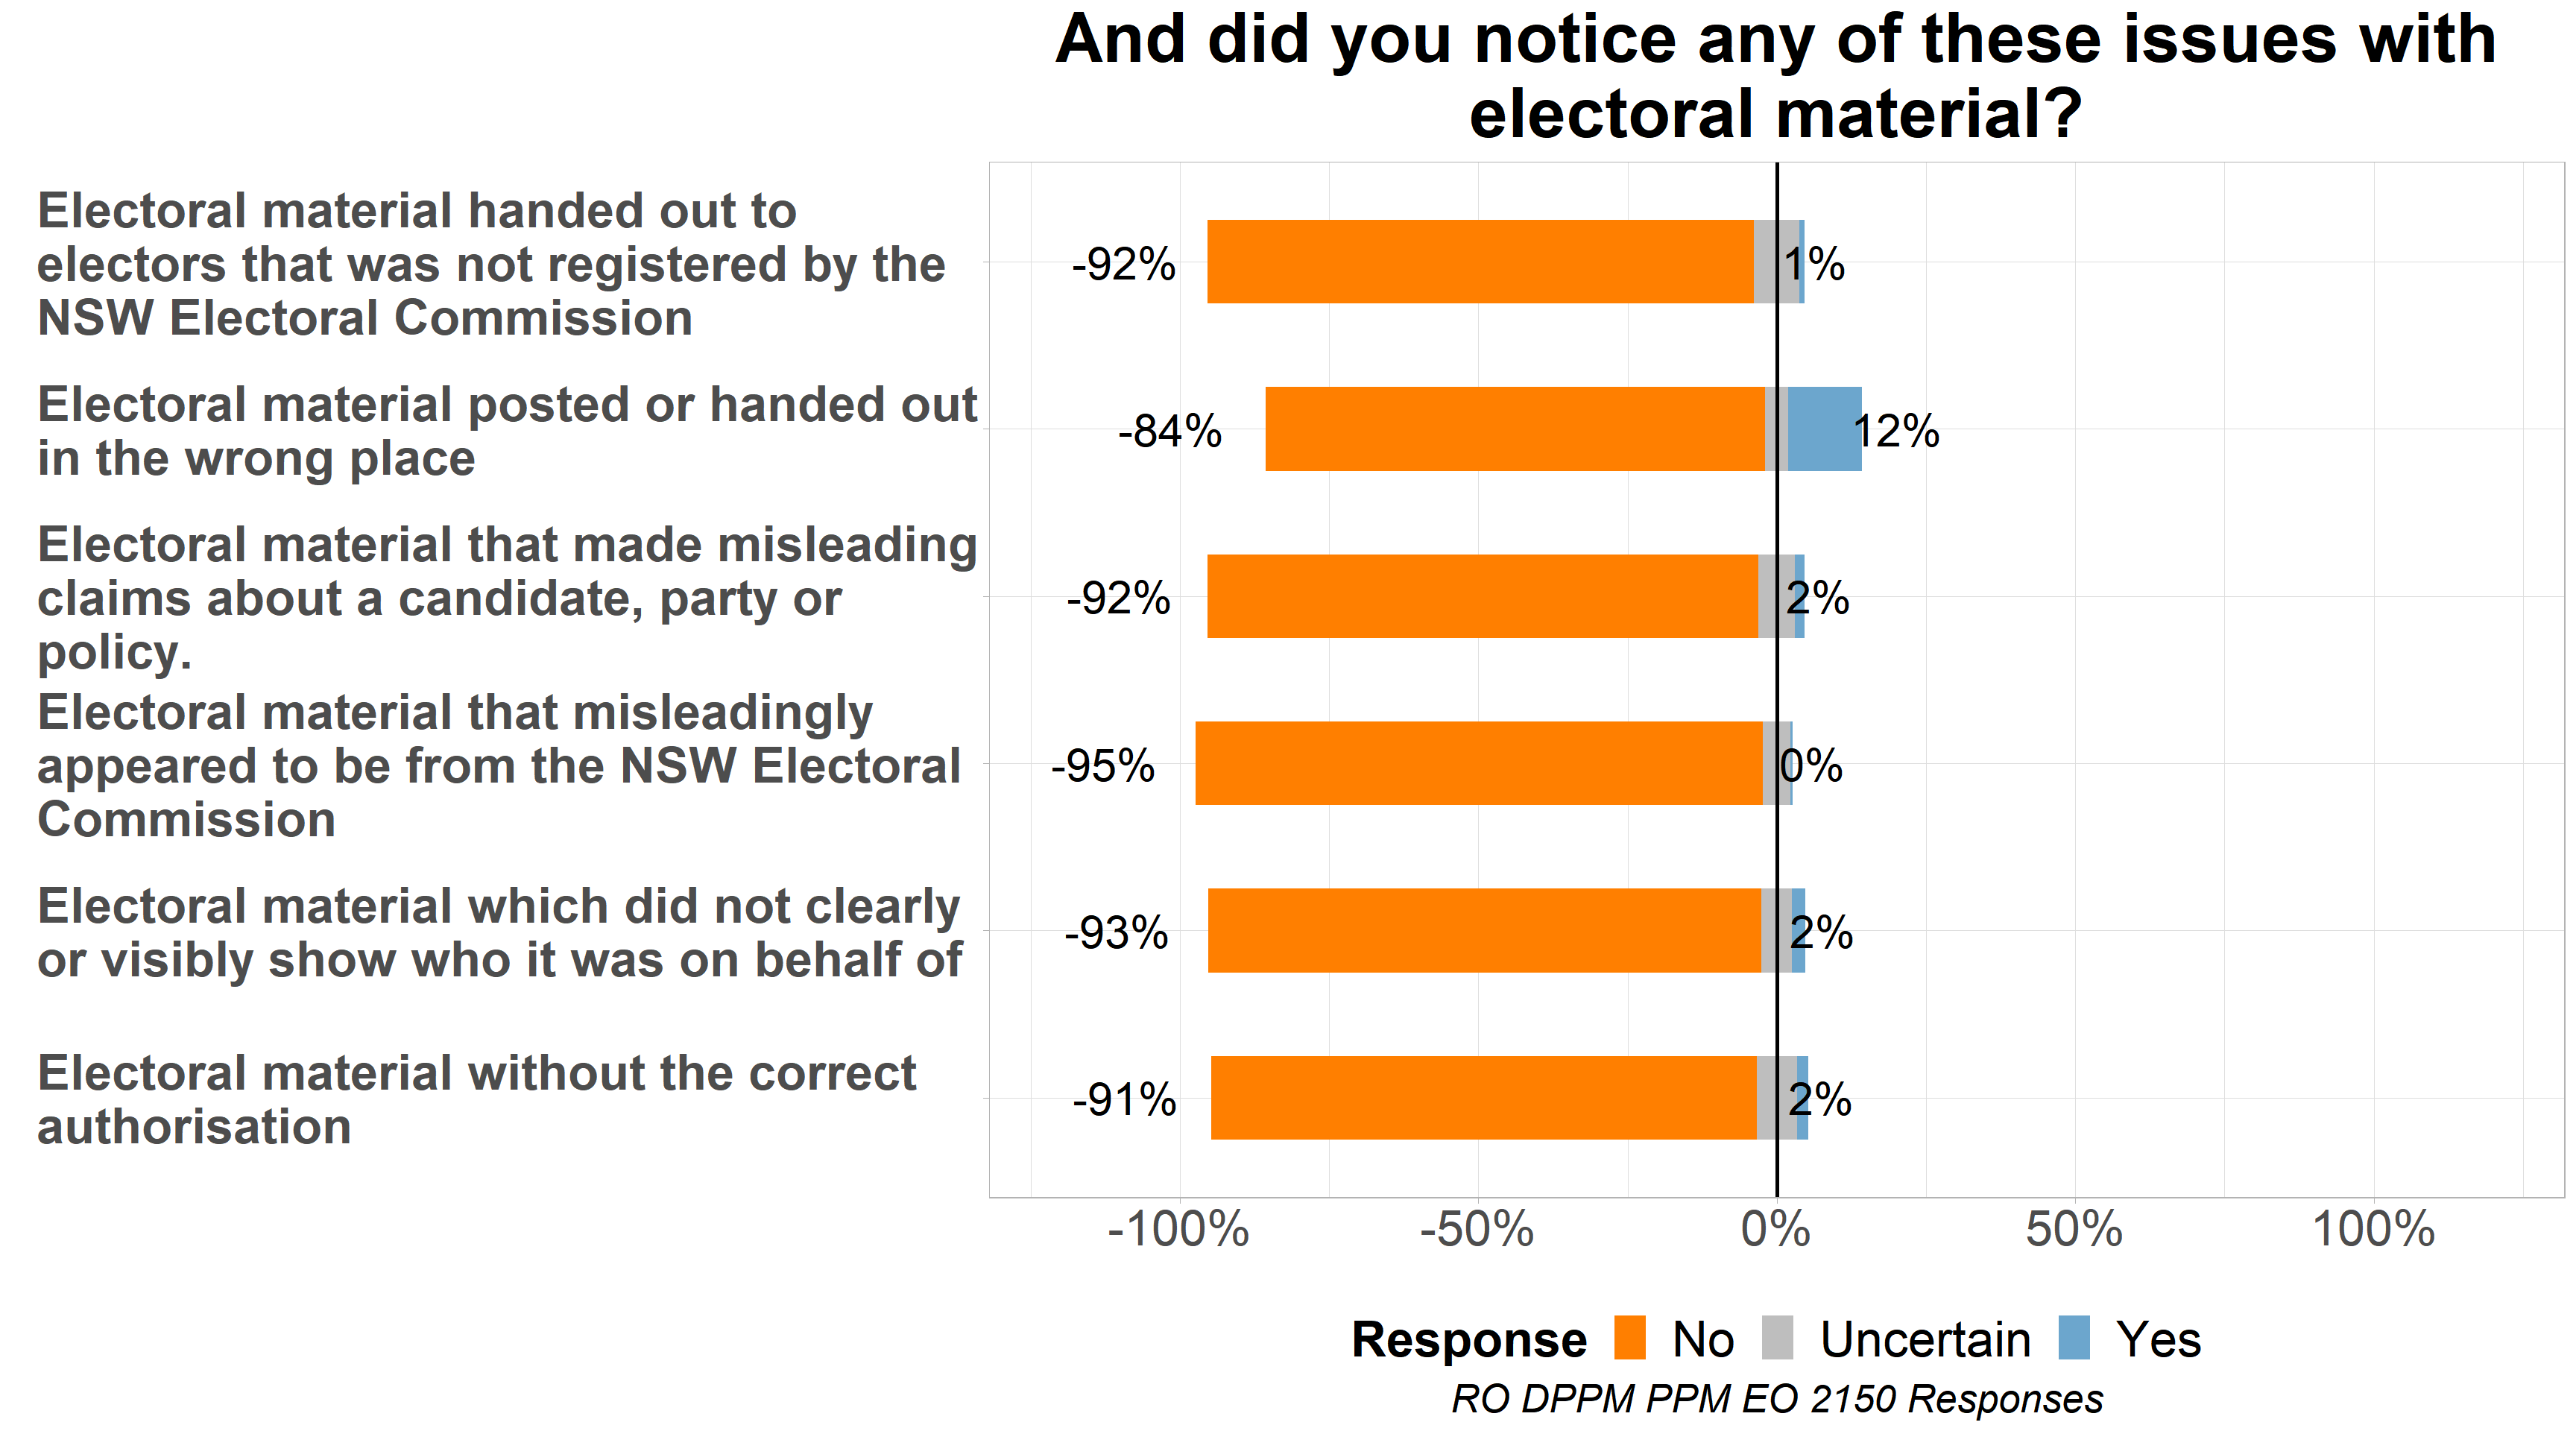 And did you notice any of these issues with
electoral material?
Electoral material handed out to
electors that was not registered by the
NSW Electoral Commission
-92%
1%
Electoral material posted or handed out
in the wrong place
-84%
12%
Electoral material that made misleading
claims about a candidate, party or
policy.
-92%
2%
Electoral material that misleadingly
appeared to be from the NSW Electoral
Commission
-95%
0%
Electoral material which did not clearly
or visibly show who it was on behalf of
-93%
2%
Electoral material without the correct
authorisation
-91%
2%
-100% -50% 0% 50% 100%
Response No Uncertain Yes
RO DPPM PPM EO 2150 Responses